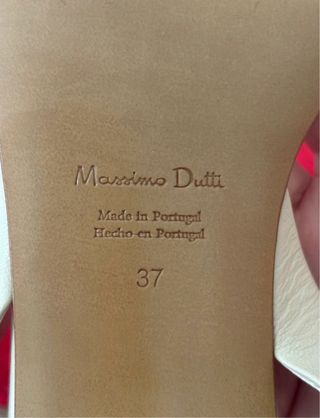 Massimo Dutti
Made in Portugal
Hecho en Portugal
37